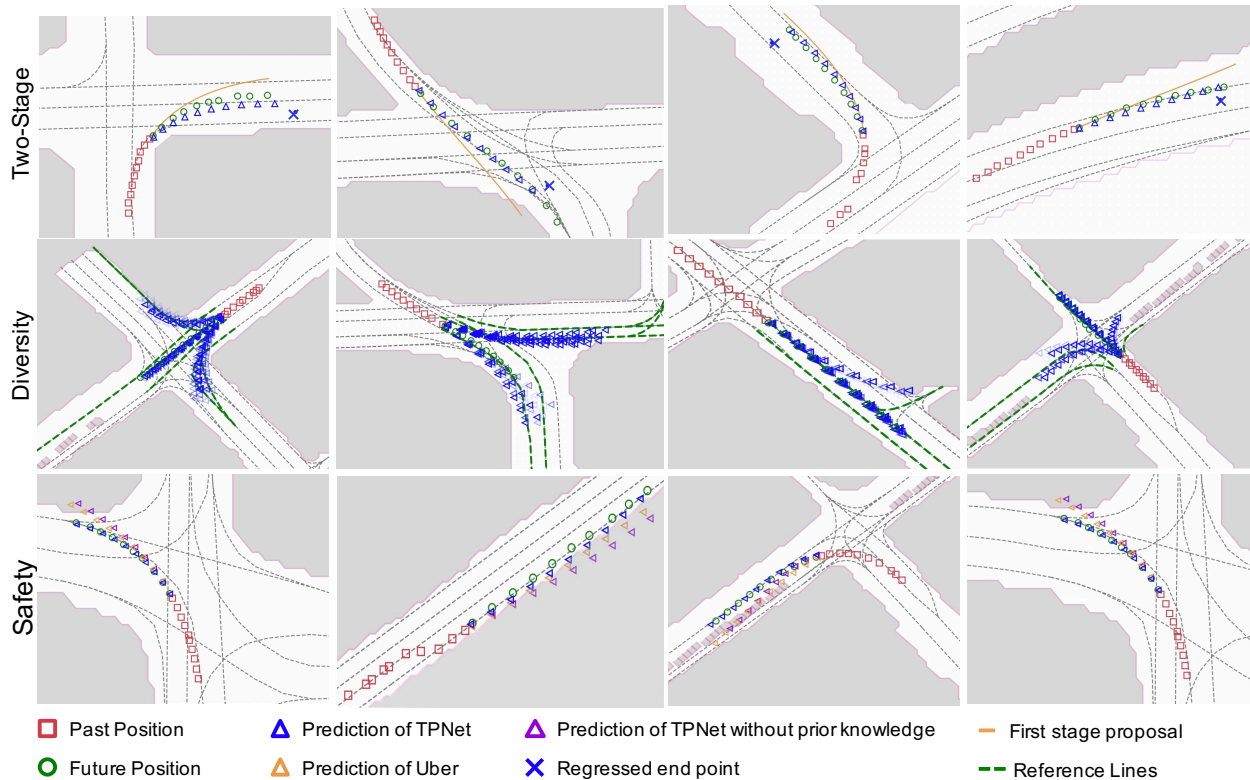 Two-Stage
Diversity
Safety
Past Position
Prediction of TPNet
Prediction of TPNet without prior knowledge
First stage proposal
Future Position
Prediction of Uber
Regressed end point
Reference Lines